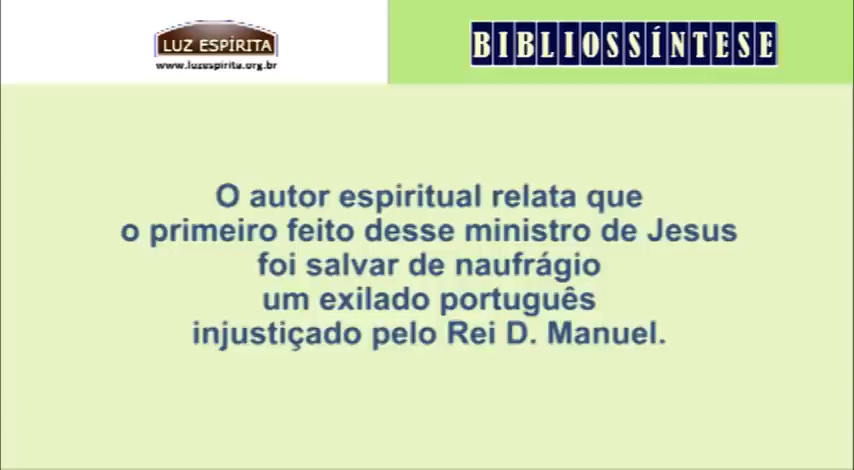 LUZ ESPÍRITA
www.luzespirita.org.br
BIBLIOSSÍNTESE
O autor espiritual relata que
o primeiro feito desse ministro de Jesus
foi salvar de naufrágio
um exilado português
injustiçado pelo Rei D. Manuel.